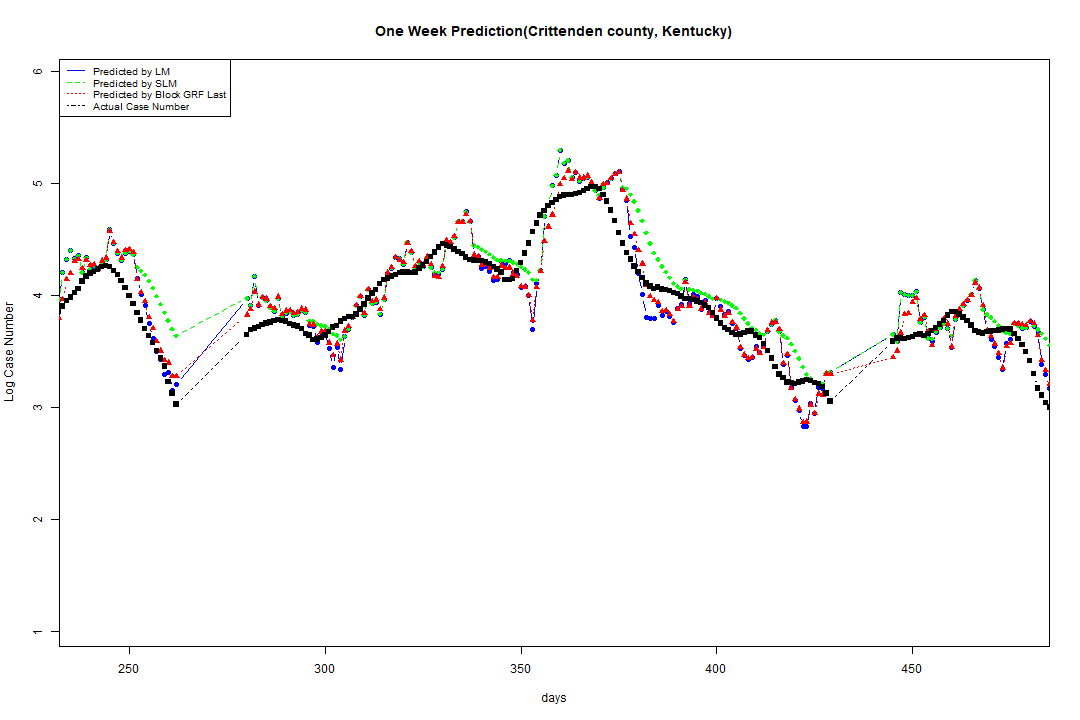 One Week Prediction(Crittenden county, Kentucky)
Predicted by LM
Predicted by SLM
Predicted by Block GRF Last
Actual Case Number
6
5
4
3
2
1
Log Case Number
250 300 350 400 450
days